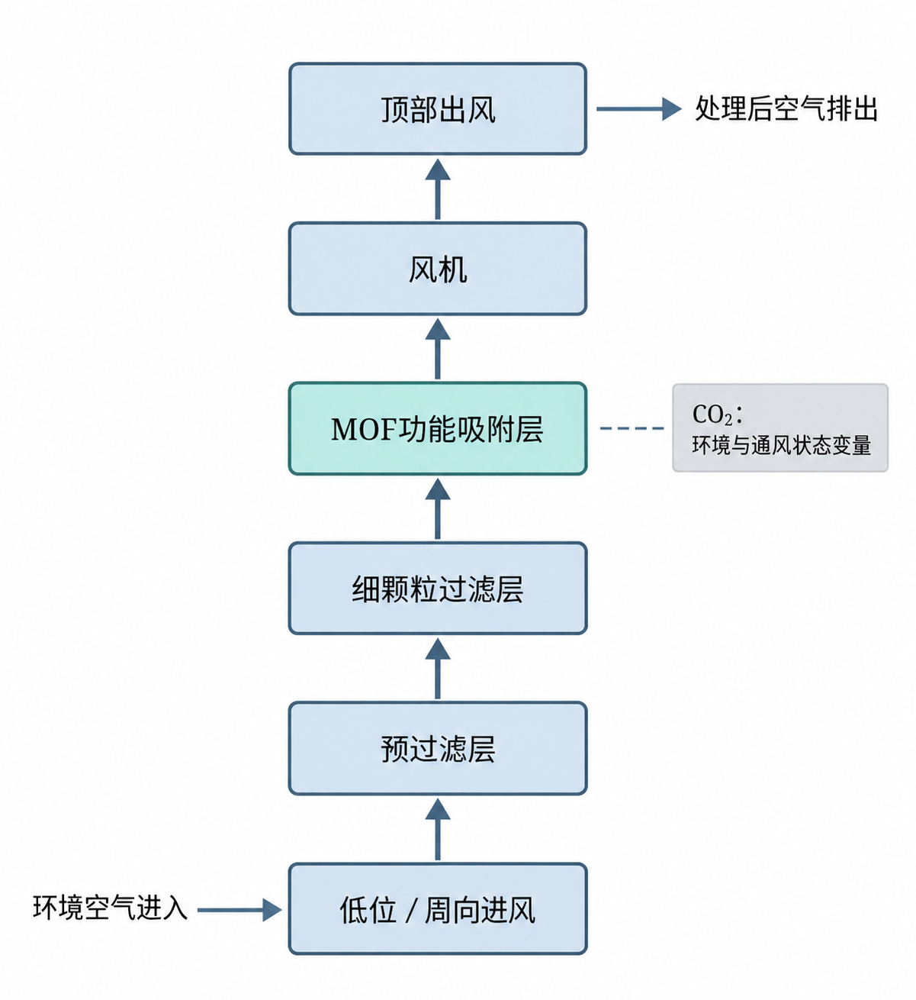 顶部出风
处理后空气排出
风机
MOF功能吸附层
CO₂：
环境与通风状态变量
细颗粒过滤层
预过滤层
环境空气进入
低位 / 周向进风